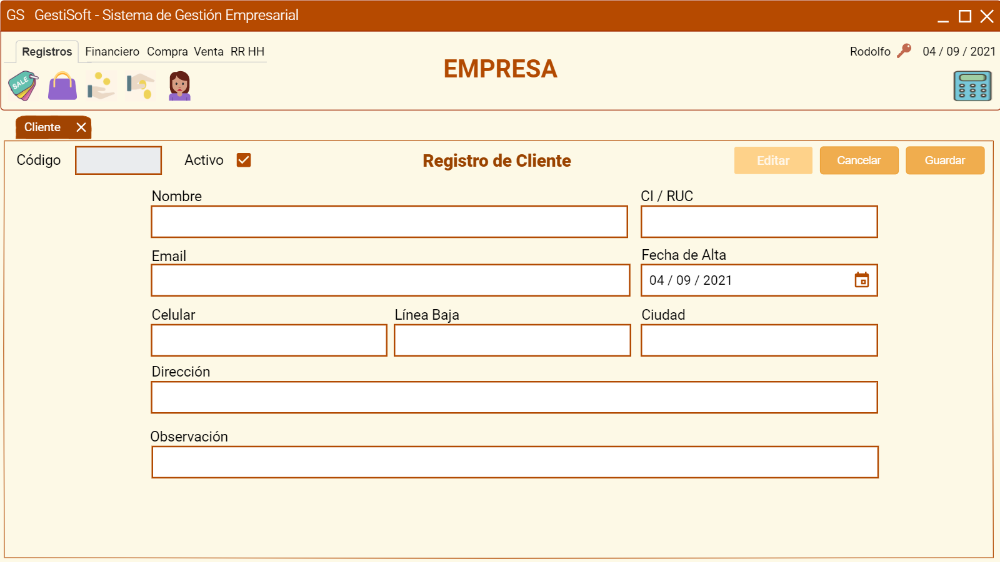 GS GestiSoft - Sistema de Gestión Empresarial
Registros Financiero Compra Venta RR HH
Rodolfo 04 / 09 / 2021
EMPRESA
SALE
Cliente
Código Activo Registro de Cliente Editar Cancelar Guardar
Nombre CI / RUC
Email Fecha de Alta
04 / 09 / 2021
Celular Línea Baja Ciudad
Dirección
Observación